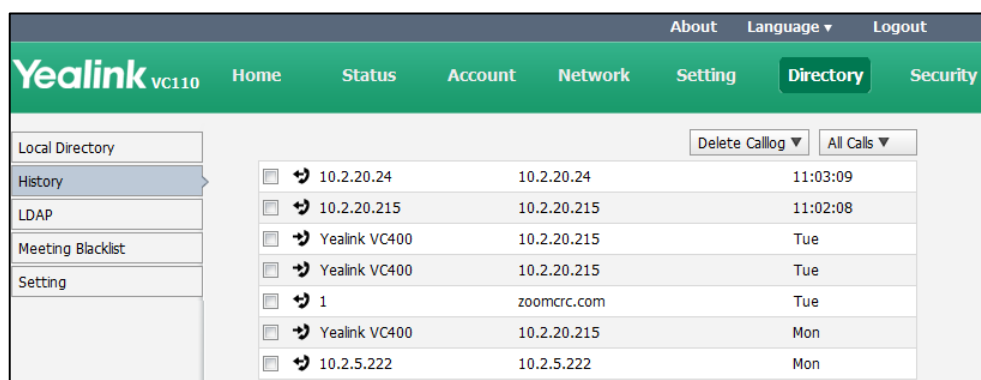 About Language ▼ Logout
Yealink VC110 Home Status Account Network Setting Directory Security
Delete Calllog ▼ All Calls ▼
Local Directory
History
LDAP
Meeting Blacklist
Setting
10.2.20.24 10.2.20.24 11:03:09
10.2.20.215 10.2.20.215 11:02:08
Yealink VC400 10.2.20.215 Tue
Yealink VC400 10.2.20.215 Tue
1 zoomcrc.com Tue
Yealink VC400 10.2.20.215 Mon
10.2.5.222 10.2.5.222 Mon